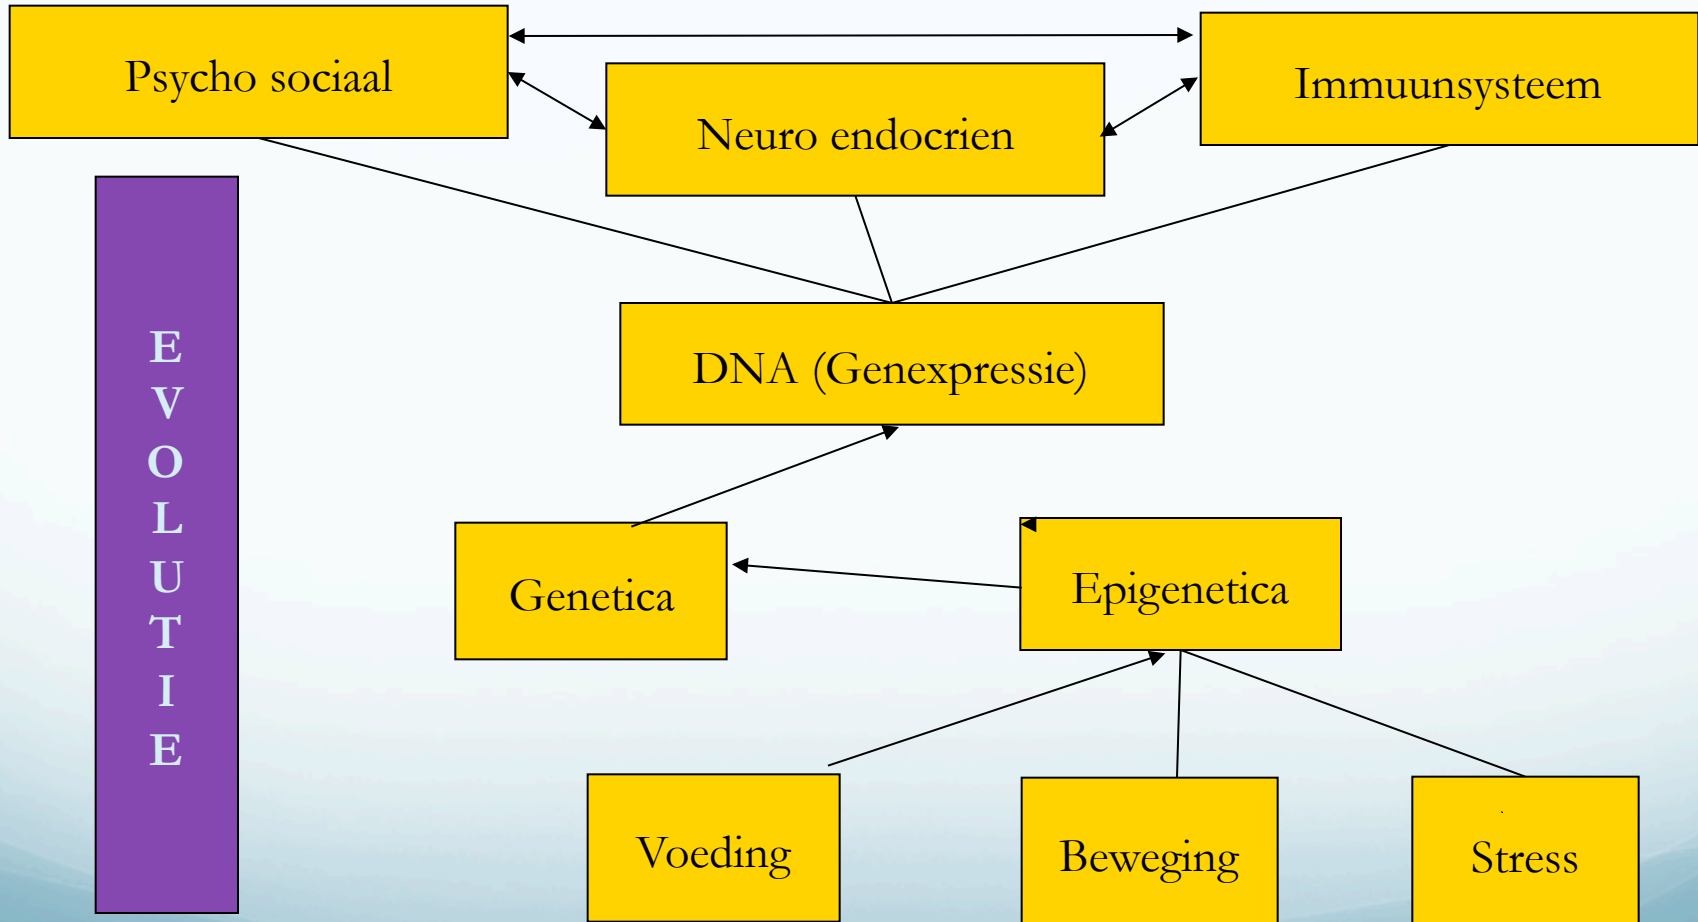 Psycho sociaal
Neuro endocrien
Immuunsysteem
E
V
O
L
U
T
I
E
DNA (Genexpressie)
Genetica
Epigenetica
Voeding
Beweging
Stress